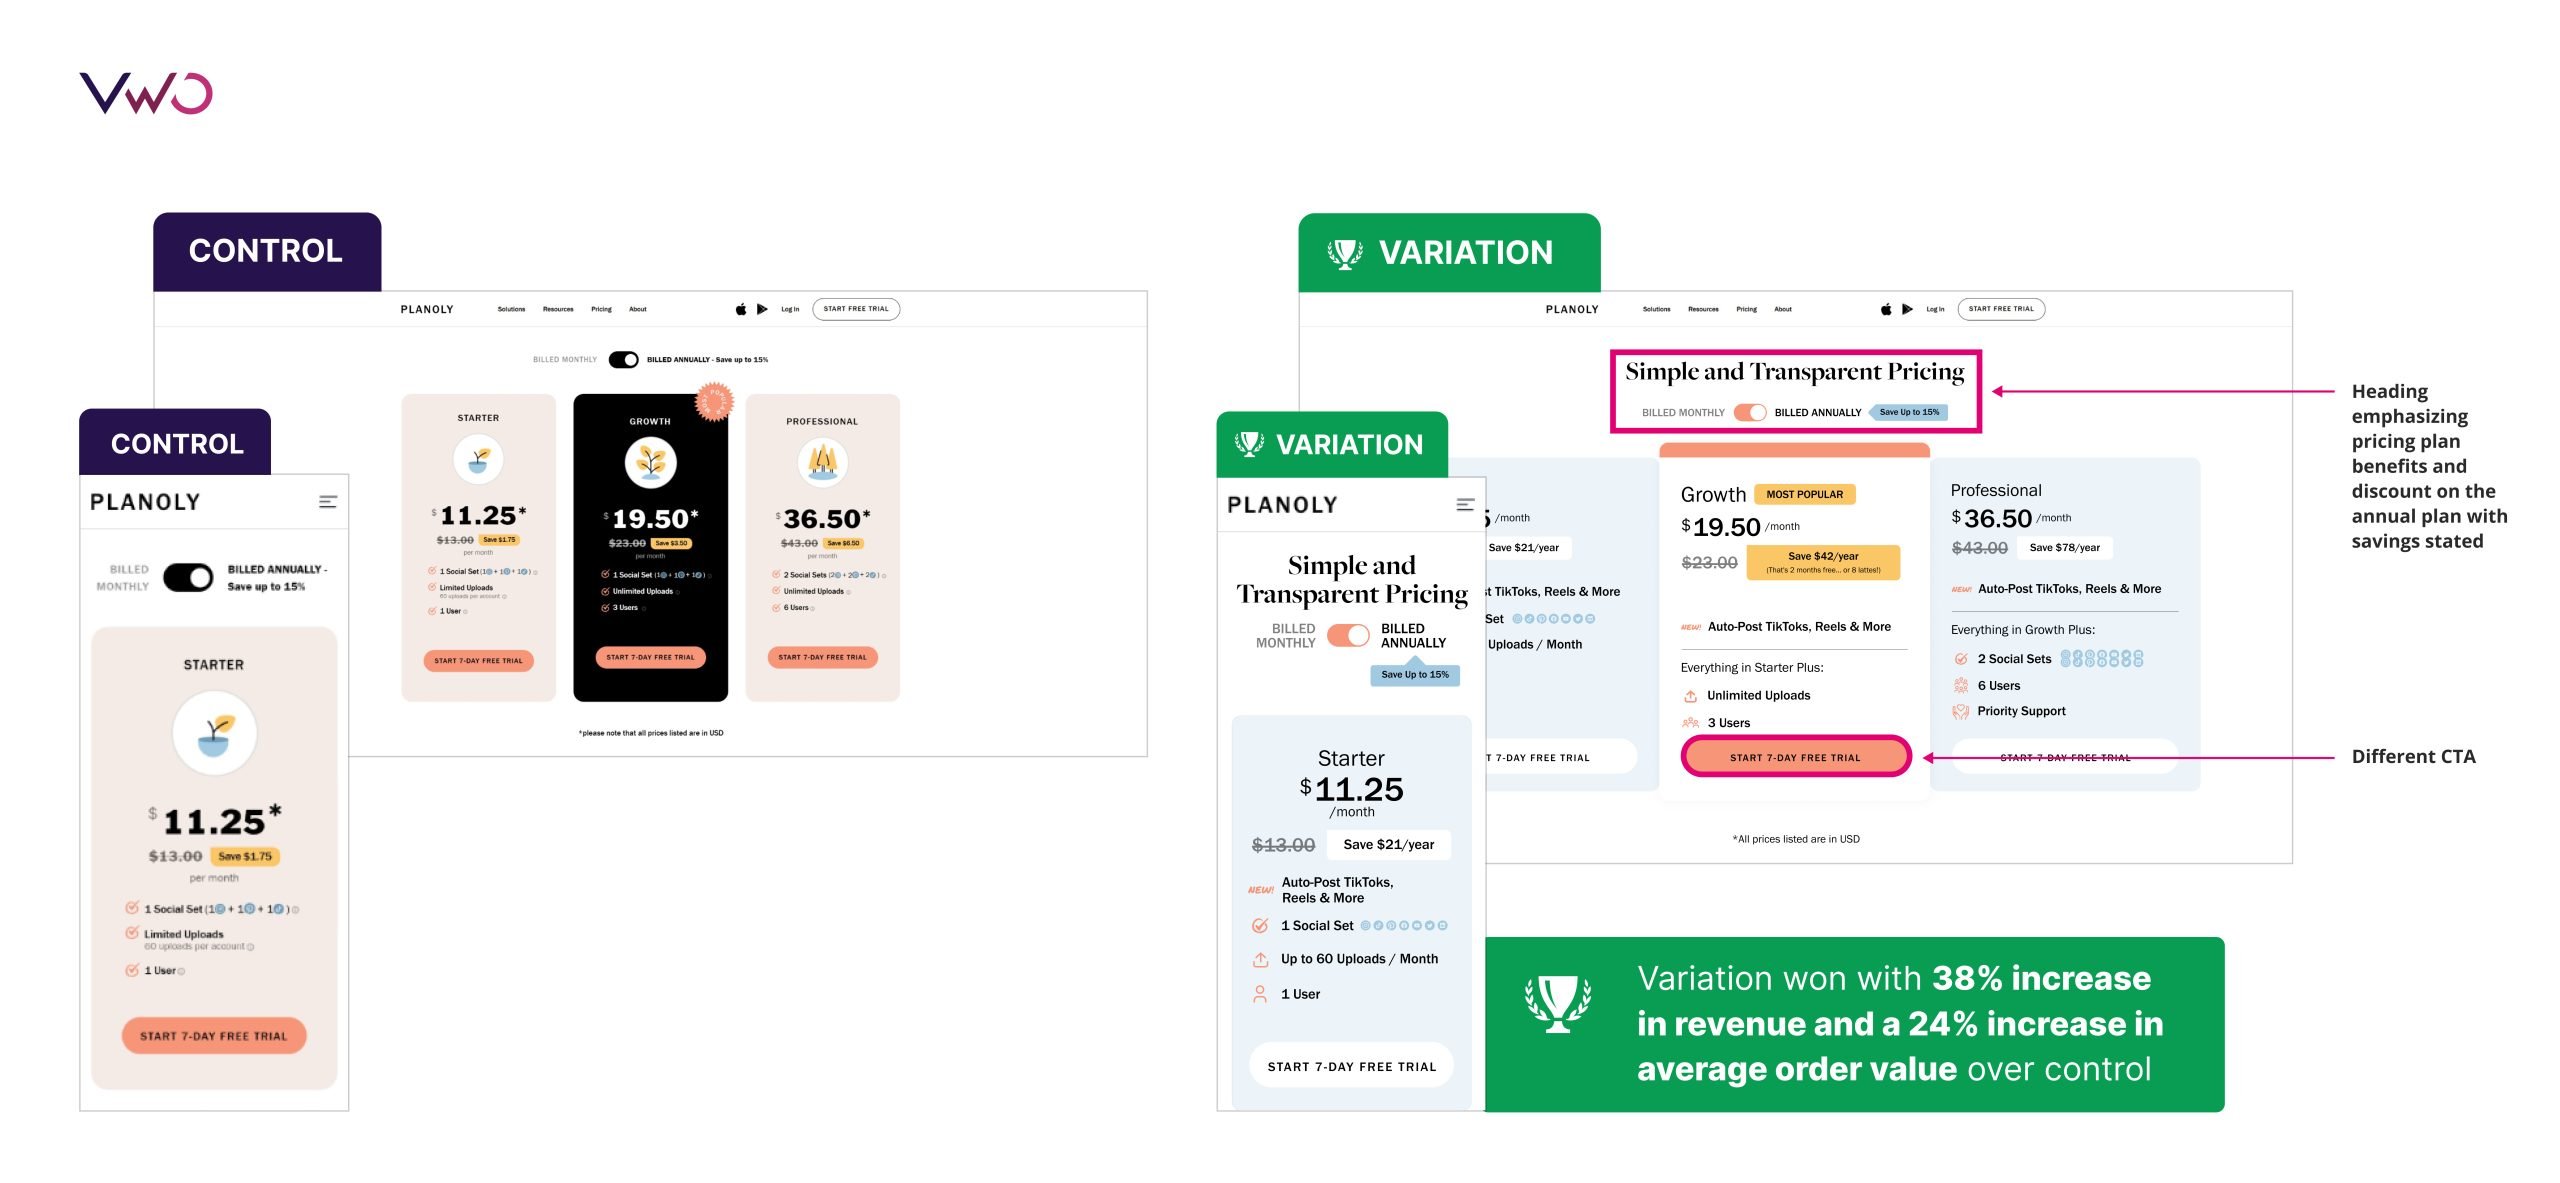 VWO
CONTROL
PLANOLY
Solutions Resources Pricing About
Log In START FREE TRIAL
BILLED MONTHLY BILLED ANNUALLY - Save up to 15%
STARTER
$ 11.25*
$13.00 Save $1.75
per month
1 Social Set (1 + 1 + 1 )
Limited Uploads
60 uploads per account
1 User
START 7-DAY FREE TRIAL
MOST POPULAR
GROWTH
$ 19.50*
$23.00 Save $3.50
per month
1 Social Set (1 + 1 + 1 )
Unlimited Uploads
3 Users
START 7-DAY FREE TRIAL
PROFESSIONAL
$ 36.50*
$43.00 Save $6.50
per month
2 Social Sets (2 + 2 + 2 )
Unlimited Uploads
6 Users
START 7-DAY FREE TRIAL
*please note that all prices listed are in USD
CONTROL
PLANOLY
BILLED
MONTHLY
BILLED ANNUALLY -
Save up to 15%
STARTER
$ 11.25*
$13.00 Save $1.75
per month
1 Social Set (1 + 1 + 1 )
Limited Uploads
60 uploads per account
1 User
START 7-DAY FREE TRIAL
VARIATION
PLANOLY
Solutions Resources Pricing About
Log In START FREE TRIAL
Simple and Transparent Pricing
BILLED MONTHLY BILLED ANNUALLY Save Up to 15%
5 /month
Save $21/year
t TikToks, Reels & More
Set
Uploads / Month
T 7-DAY FREE TRIAL
Growth MOST POPULAR
$ 19.50 /month
$23.00 Save $42/year
(That's 2 months free... or 8 lattes!)
NEW! Auto-Post TikToks, Reels & More
Everything in Starter Plus:
Unlimited Uploads
3 Users
START 7-DAY FREE TRIAL
Professional
$ 36.50 /month
$43.00 Save $78/year
NEW! Auto-Post TikToks, Reels & More
Everything in Growth Plus:
2 Social Sets
6 Users
Priority Support
START 7-DAY FREE TRIAL
*All prices listed are in USD
VARIATION
PLANOLY
Simple and
Transparent Pricing
BILLED
MONTHLY
BILLED
ANNUALLY
Save Up to 15%
Starter
$ 11.25
/month
$13.00 Save $21/year
NEW! Auto-Post TikToks,
Reels & More
1 Social Set
Up to 60 Uploads / Month
1 User
START 7-DAY FREE TRIAL
Heading
emphasizing
pricing plan
benefits and
discount on the
annual plan with
savings stated
Different CTA
Variation won with 38% increase
in revenue and a 24% increase in
average order value over control